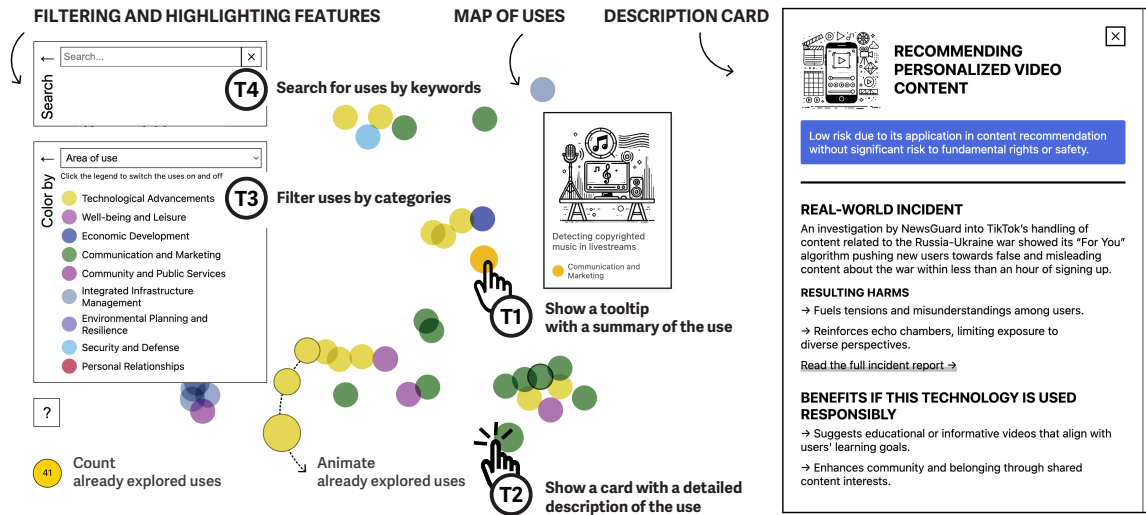 FILTERING AND HIGHLIGHTING FEATURES
MAP OF USES
DESCRIPTION CARD
←
Search...
×
Search
T4
Search for uses by keywords
←
Area of use
Click the legend to switch the uses on and off
Color by
Technological Advancements
Well-being and Leisure
Economic Development
Communication and Marketing
Community and Public Services
Integrated Infrastructure
Management
Environmental Planning and
Resilience
Security and Defense
Personal Relationships
T3
Filter uses by categories
?
41
Count
already explored uses
Animate
already explored uses
Detecting copyrighted
music in livestreams
Communication and
Marketing
T1
Show a tooltip
with a summary of the use
T2
Show a card with a detailed
description of the use
×
RECOMMENDING
PERSONALIZED VIDEO
CONTENT
Low risk due to its application in content recommendation
without significant risk to fundamental rights or safety.
REAL-WORLD INCIDENT
An investigation by NewsGuard into TikTok's handling of
content related to the Russia-Ukraine war showed its "For You"
algorithm pushing new users towards false and misleading
content about the war within less than an hour of signing up.
RESULTING HARMS
→ Fuels tensions and misunderstandings among users.
→ Reinforces echo chambers, limiting exposure to
diverse perspectives.
Read the full incident report →
BENEFITS IF THIS TECHNOLOGY IS USED
RESPONSIBLY
→ Suggests educational or informative videos that align with
users' learning goals.
→ Enhances community and belonging through shared
content interests.